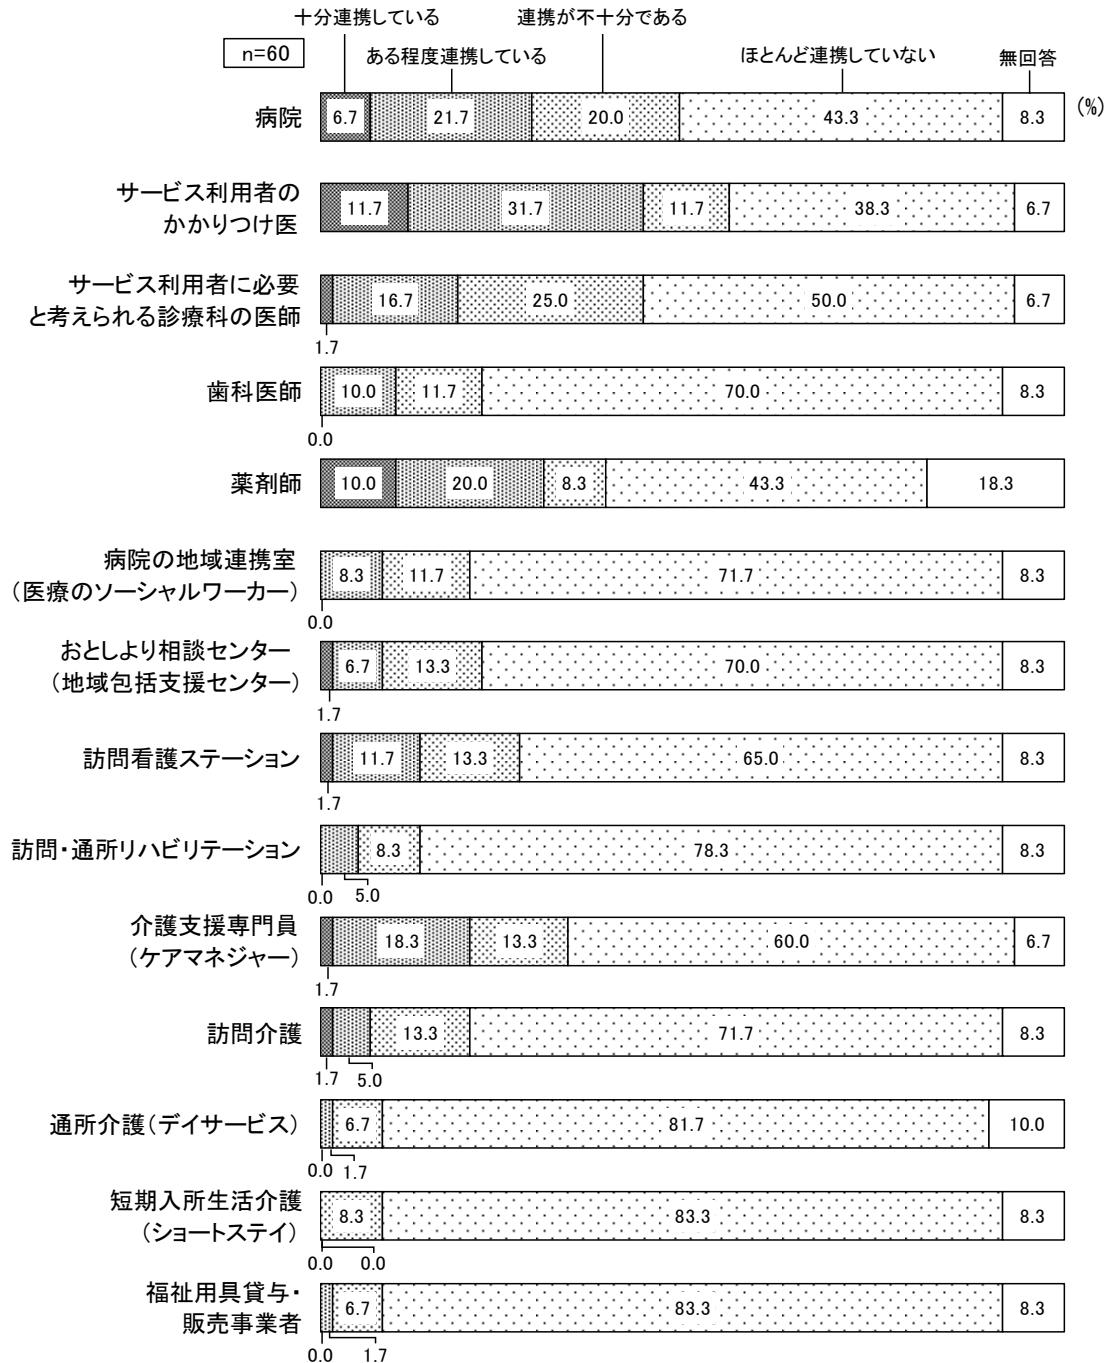 十分連携している
連携が不十分である
n=60
ある程度連携している
ほとんど連携していない
無回答
(%)
病院
6.7 21.7 20.0 43.3 8.3
サービス利用者の
かかりつけ医
11.7 31.7 11.7 38.3 6.7
サービス利用者に必要
と考えられる診療科の医師
16.7 25.0 50.0 6.7
1.7
歯科医師
10.0 11.7 70.0 8.3
0.0
薬剤師
10.0 20.0 8.3 43.3 18.3
病院の地域連携室
(医療のソーシャルワーカー)
8.3 11.7 71.7 8.3
0.0
おとしより相談センター
(地域包括支援センター)
6.7 13.3 70.0 8.3
1.7
訪問看護ステーション
11.7 13.3 65.0 8.3
1.7
訪問・通所リハビリテーション
8.3 78.3 8.3
0.0 5.0
介護支援専門員
(ケアマネジャー)
18.3 13.3 60.0 6.7
1.7
訪問介護
13.3 71.7 8.3
1.7 5.0
通所介護(デイサービス)
6.7 81.7 10.0
0.0 1.7
短期入所生活介護
(ショートステイ)
8.3 83.3 8.3
0.0 0.0
福祉用具貸与・
販売事業者
6.7 83.3 8.3
0.0 1.7